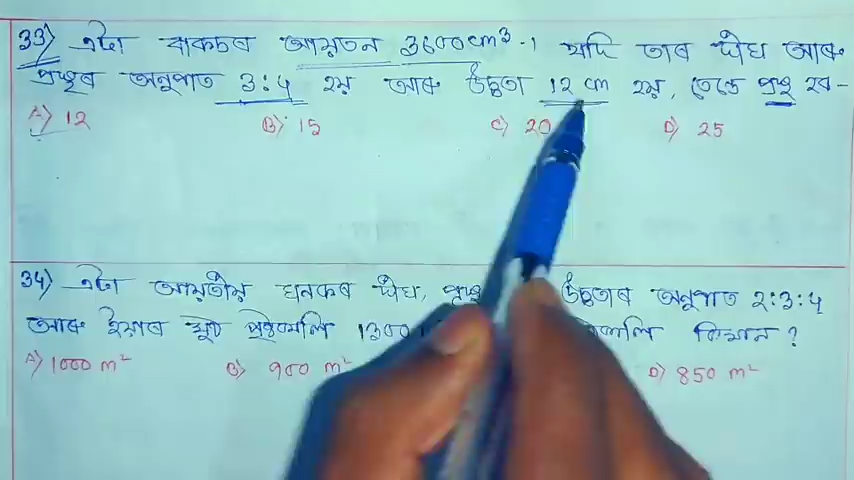 33) এটা বাকচৰ আয়তন 3600cm³। যদি তাৰ দীঘ আৰু
প্ৰস্থৰ অনুপাত 3:4 হয় আৰু উচ্চতা 12 cm হয়, তেন্তে প্ৰস্থ হব-
A) 12 B) 15 C) 20 D) 25
34) এটা আয়তীয় ঘনকৰ দীঘ, প্ৰস্থ উচ্চতাৰ অনুপাত 2:3:4
আৰু ইয়াৰ মুঠ পৃষ্ঠকালি 1300 কিমান?
A) 1000 m² B) 900 m² D) 850 m²